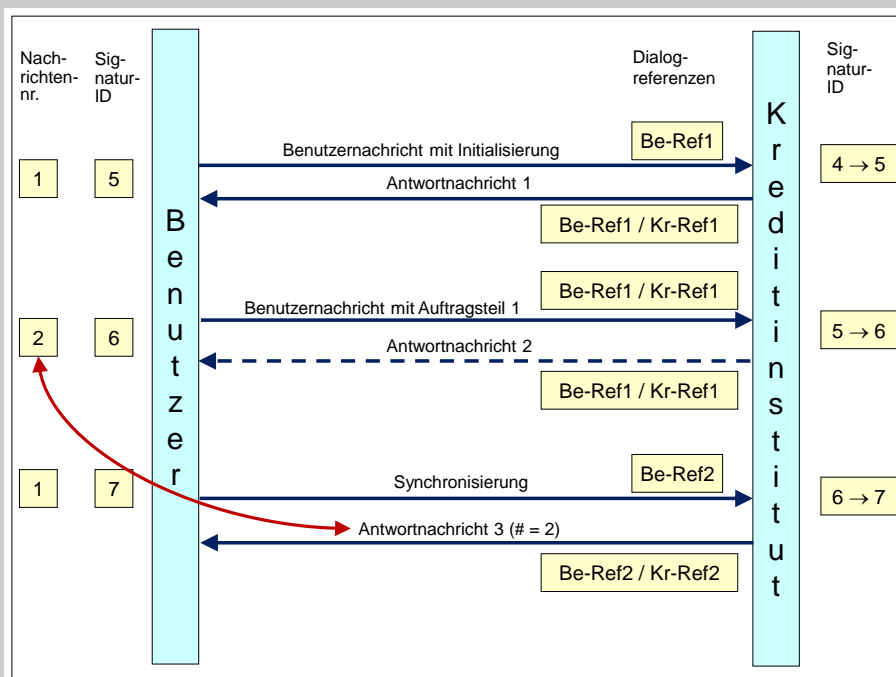 Nach-
richten-
nr.
Sig-
natur-
ID
Dialog-
referenzen
Sig-
natur-
ID
Benutzer
Kreditinstitut
Be-Ref1
Benutzernachricht mit Initialisierung
1
5
4 → 5
Antwortnachricht 1
Be-Ref1 / Kr-Ref1
Be-Ref1 / Kr-Ref1
Benutzernachricht mit Auftragsteil 1
2
6
5 → 6
Antwortnachricht 2
Be-Ref1 / Kr-Ref1
Be-Ref2
Synchronisierung
1
7
6 → 7
Antwortnachricht 3 (# = 2)
Be-Ref2 / Kr-Ref2